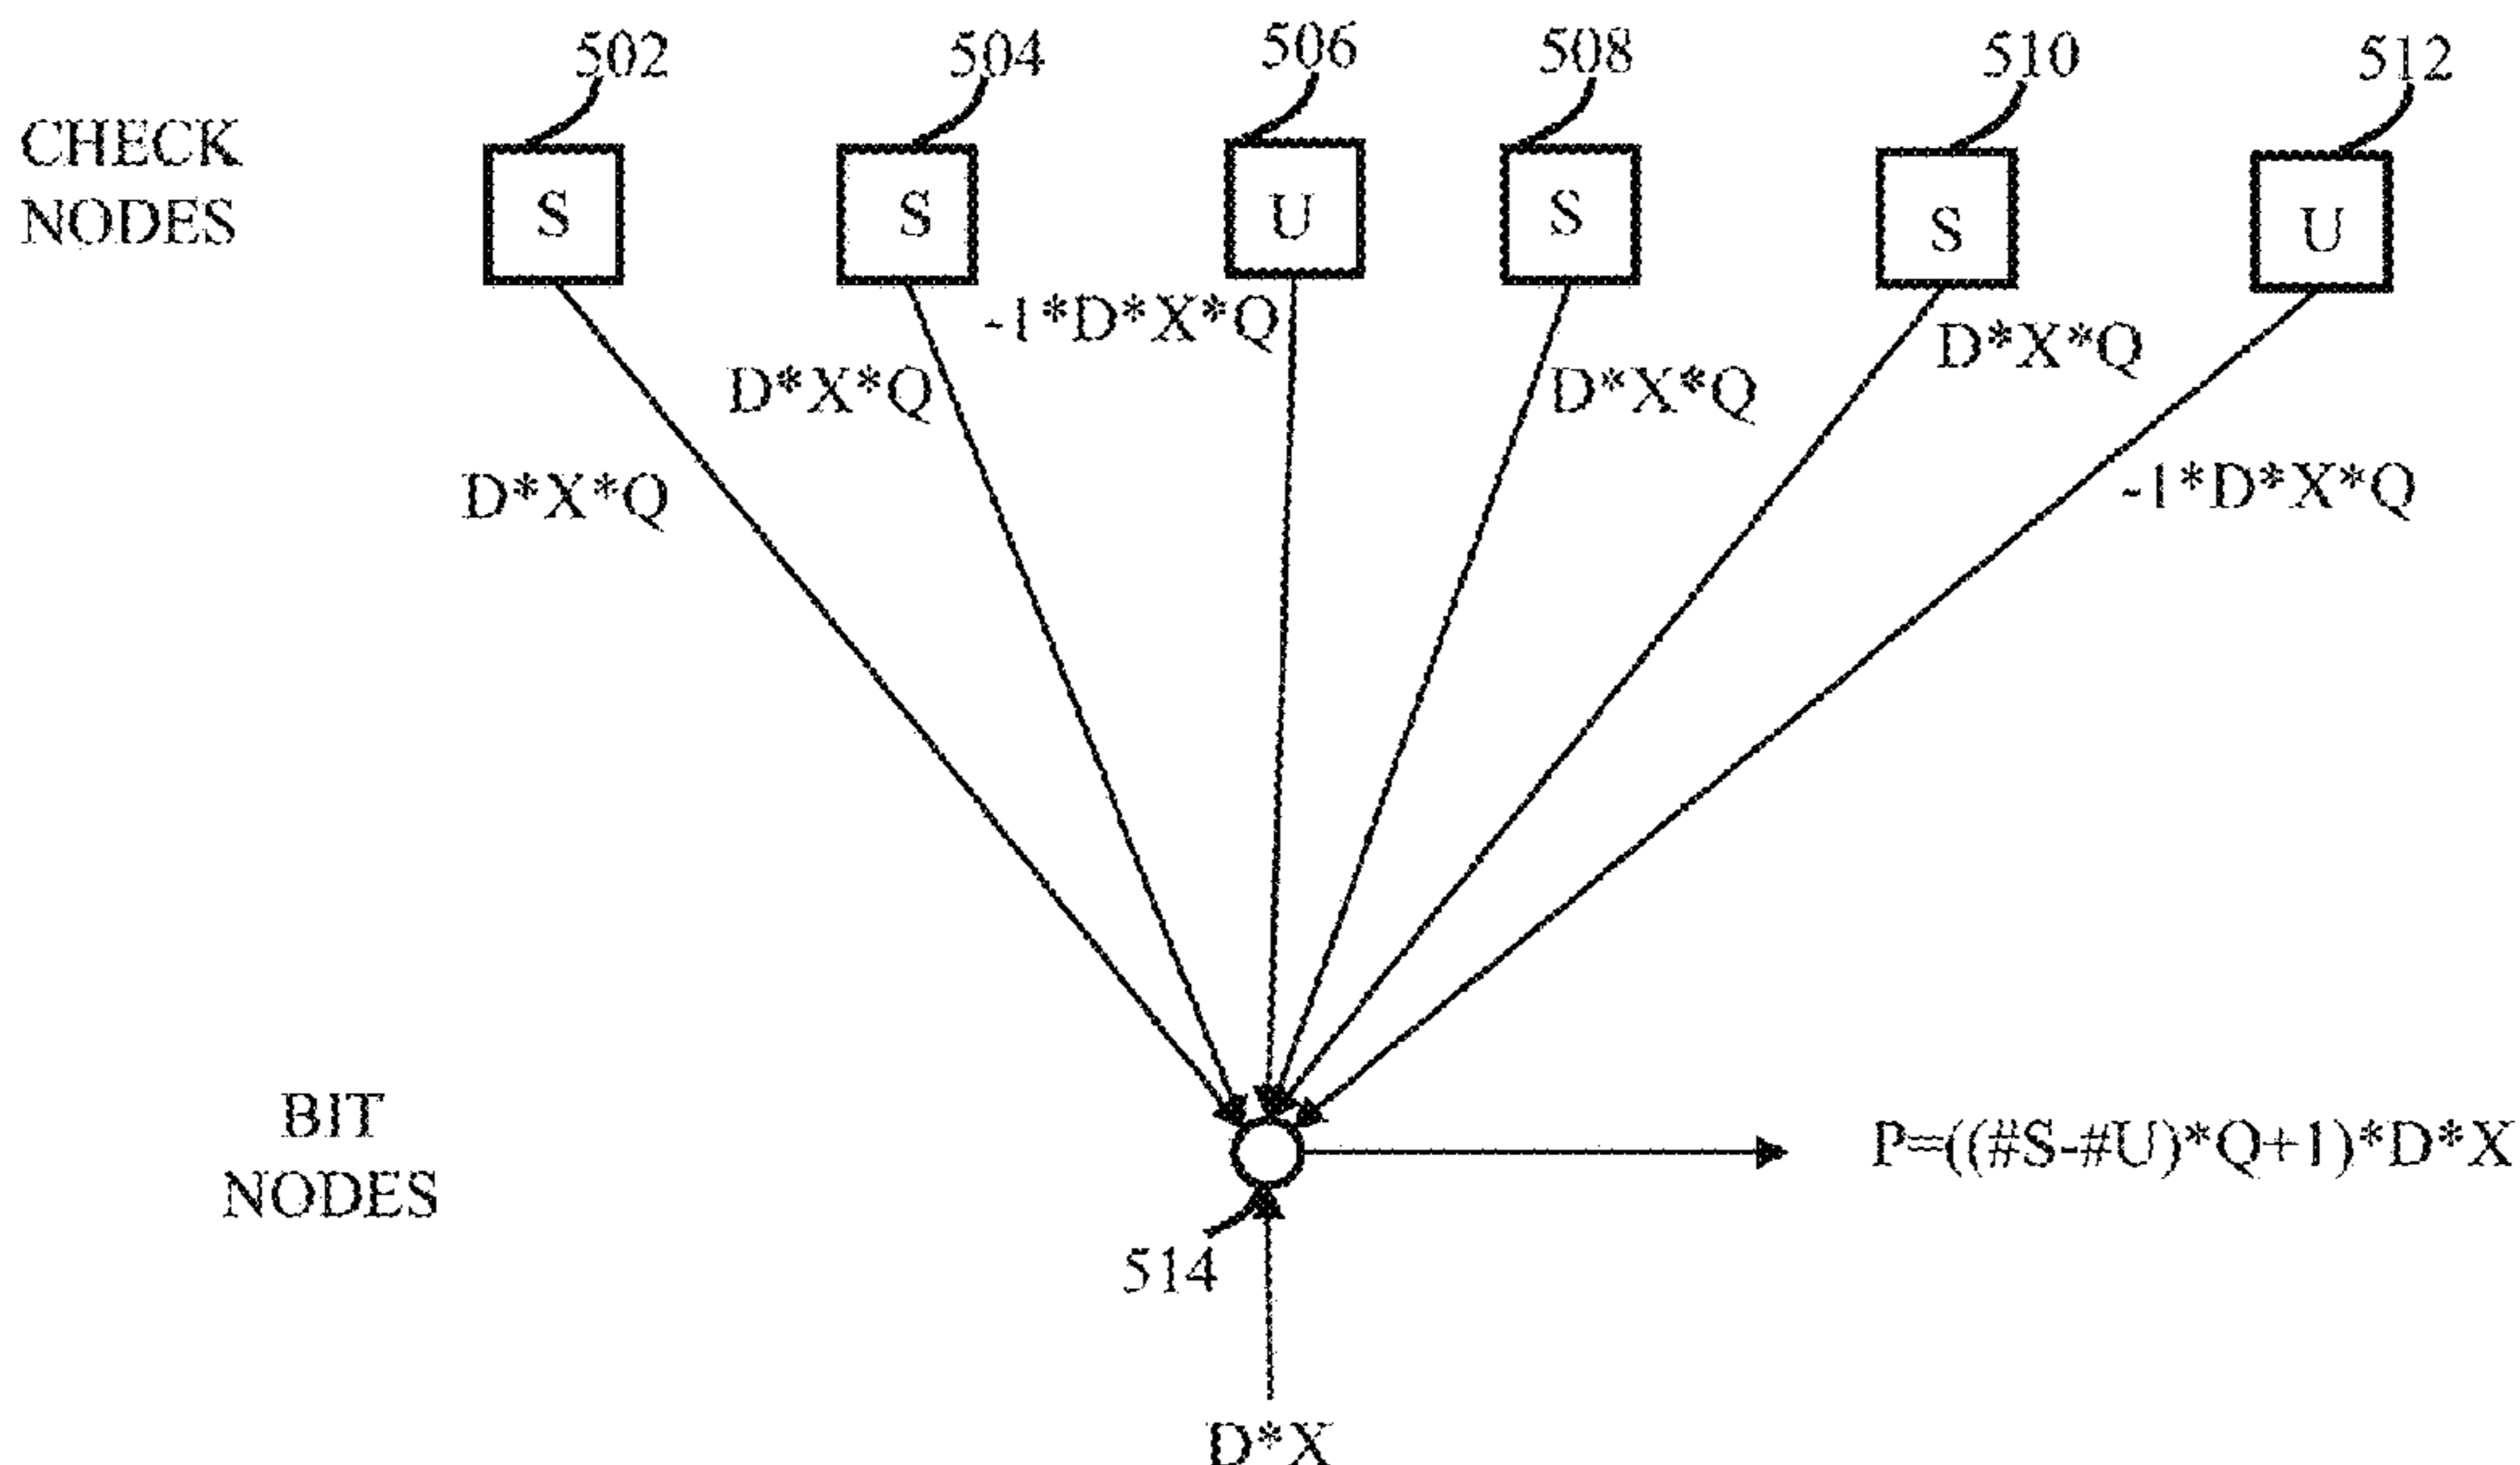 502 504 506 508 510 512
CHECK
NODES
S S U S S U
-1*D*X*Q
D*X*Q
D*X*Q
D*X*Q
D*X*Q
-1*D*X*Q
BIT
NODES
P=((#S-#U)*Q+1)*D*X
514
D*X